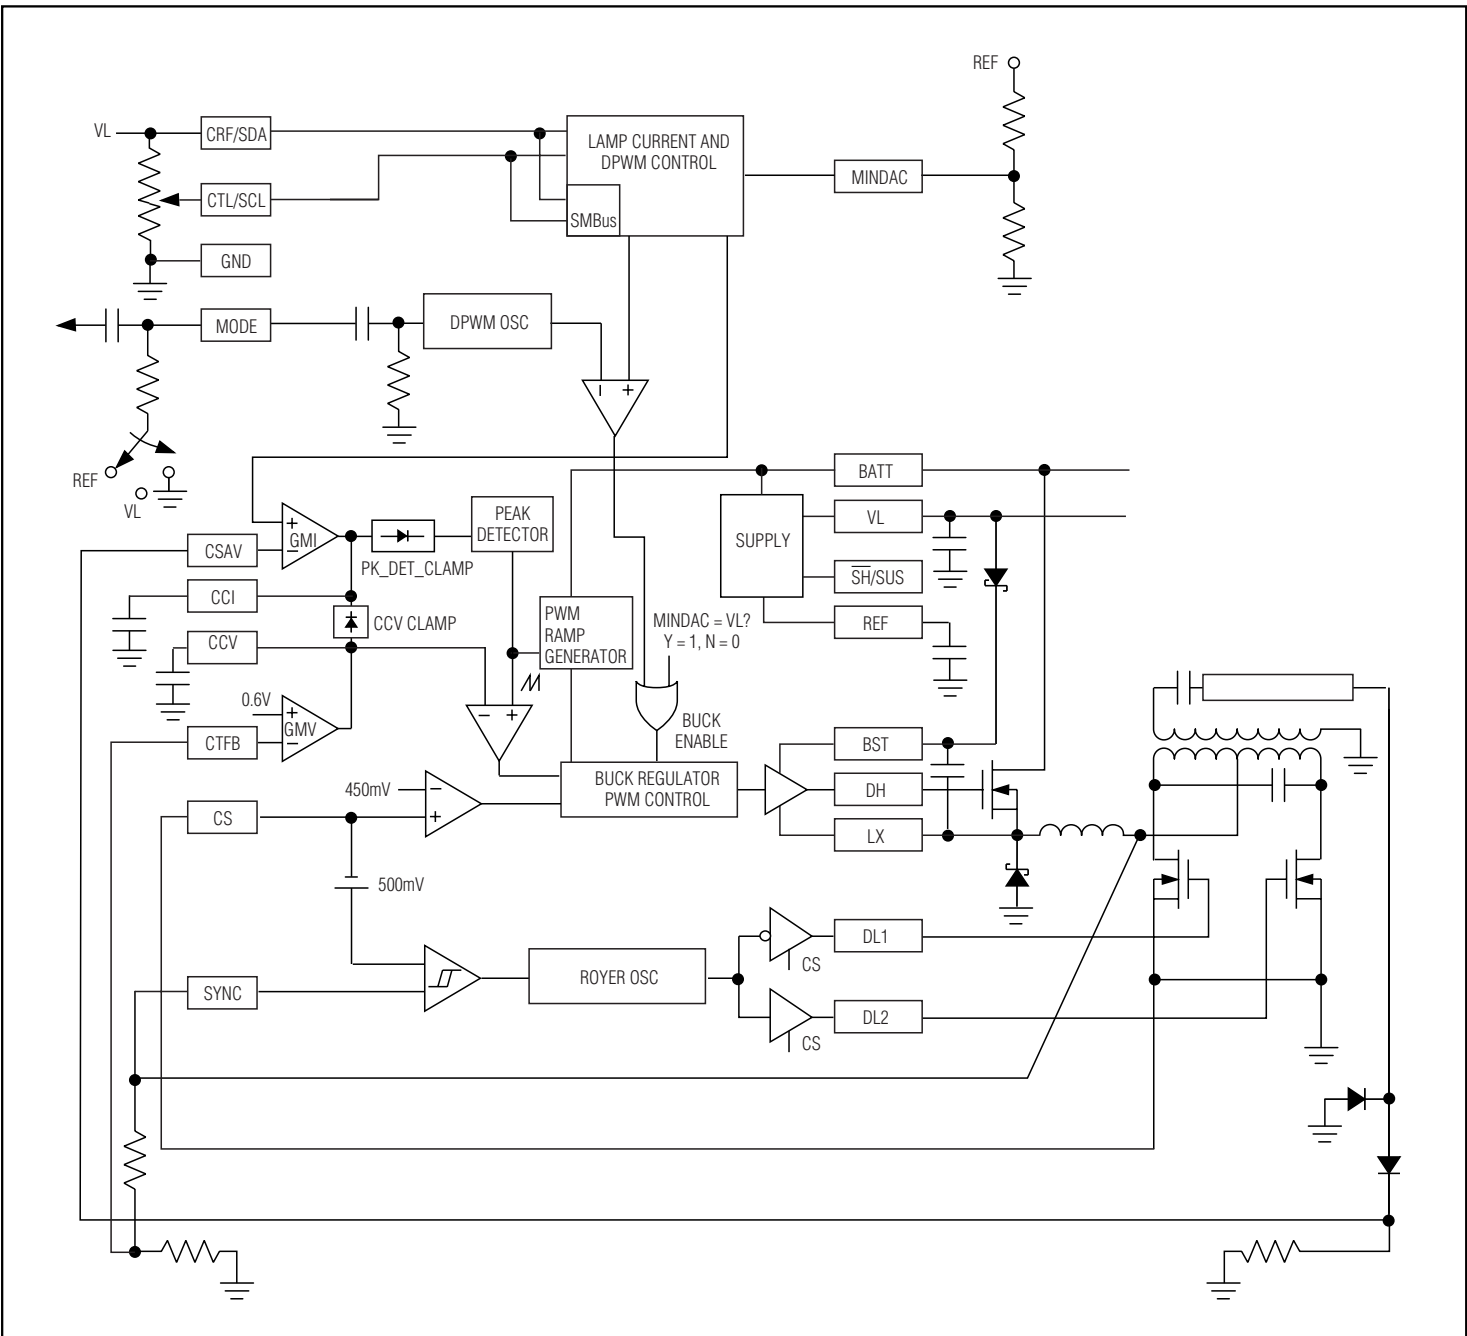 REF
VL
CRF/SDA
LAMP CURRENT AND
DPWM CONTROL
MINDAC
CTL/SCL
SMBus
GND
MODE
DPWM OSC
− +
REF
VL
BATT
PEAK
DETECTOR
VL
+
GMI
−
SUPPLY
CSAV
PK_DET_CLAMP
SH/SUS
CCI
PWM
RAMP
GENERATOR
MINDAC = VL?
Y = 1, N = 0
REF
CCV CLAMP
CCV
0.6V
+
GMV
−
− +
BUCK
ENABLE
CTFB
BST
450mV
−
+
BUCK REGULATOR
PWM CONTROL
DH
CS
LX
500mV
DL1
CS
ROYER OSC
SYNC
DL2
CS